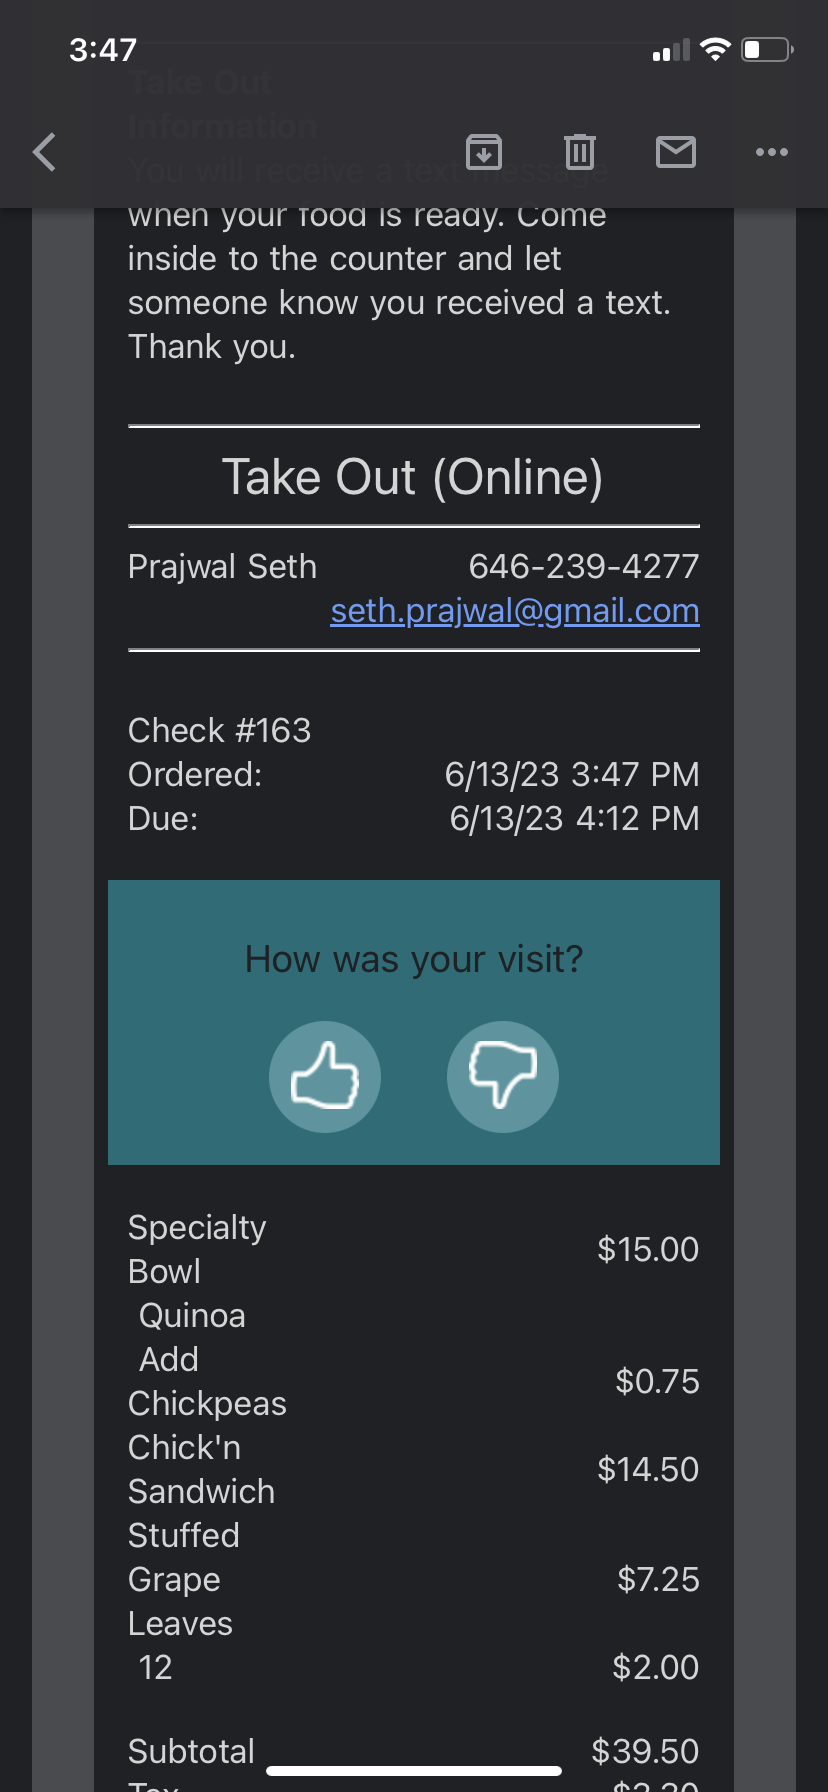 3:47
Take Out
Information
You will receive a text message
when your food is ready. Come
inside to the counter and let
someone know you received a text.
Thank you.
Take Out (Online)
Prajwal Seth 646-239-4277
seth.prajwal@gmail.com
Check #163
Ordered: 6/13/23 3:47 PM
Due: 6/13/23 4:12 PM
How was your visit?
Specialty
Bowl $15.00
Quinoa
Add
Chickpeas $0.75
Chick'n
Sandwich $14.50
Stuffed
Grape $7.25
Leaves
12 $2.00
Subtotal $39.50
Tax